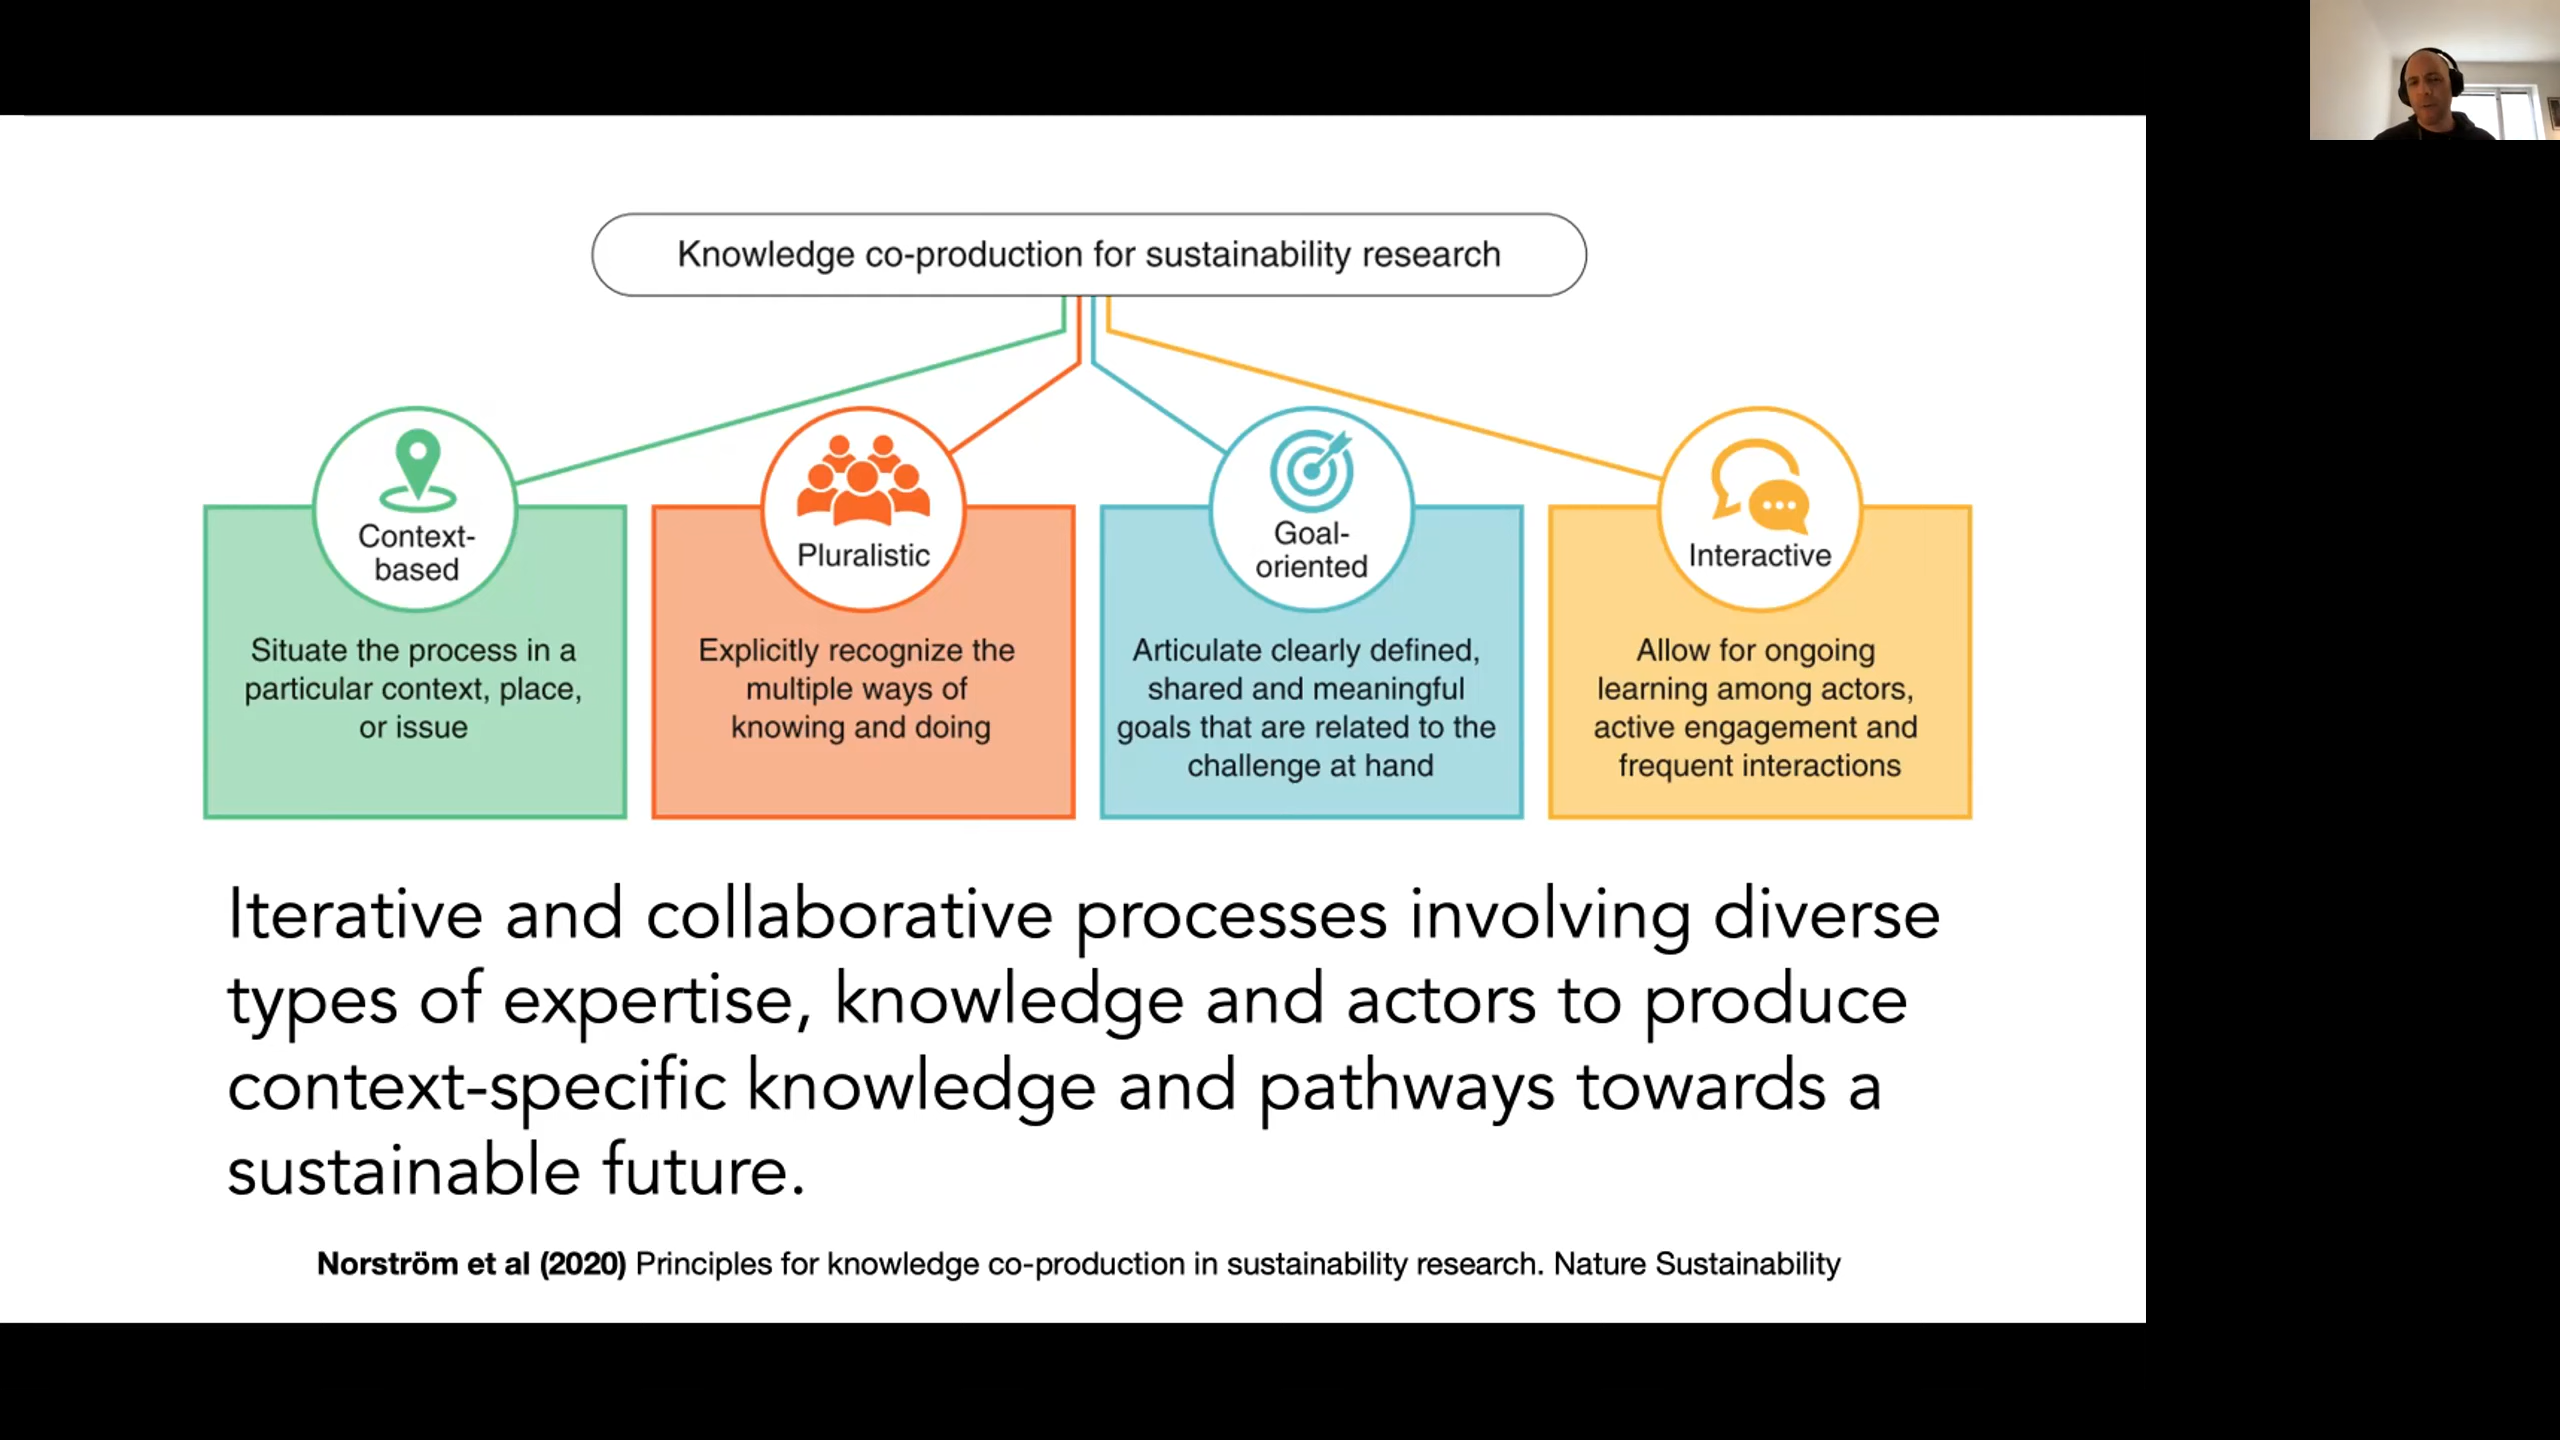 Knowledge co-production for sustainability research
Context-
based
Situate the process in a
particular context, place,
or issue
Pluralistic
Explicitly recognize the
multiple ways of
knowing and doing
Goal-
oriented
Articulate clearly defined,
shared and meaningful
goals that are related to the
challenge at hand
Interactive
Allow for ongoing
learning among actors,
active engagement and
frequent interactions
Iterative and collaborative processes involving diverse
types of expertise, knowledge and actors to produce
context-specific knowledge and pathways towards a
sustainable future.
Norström et al (2020) Principles for knowledge co-production in sustainability research. Nature Sustainability